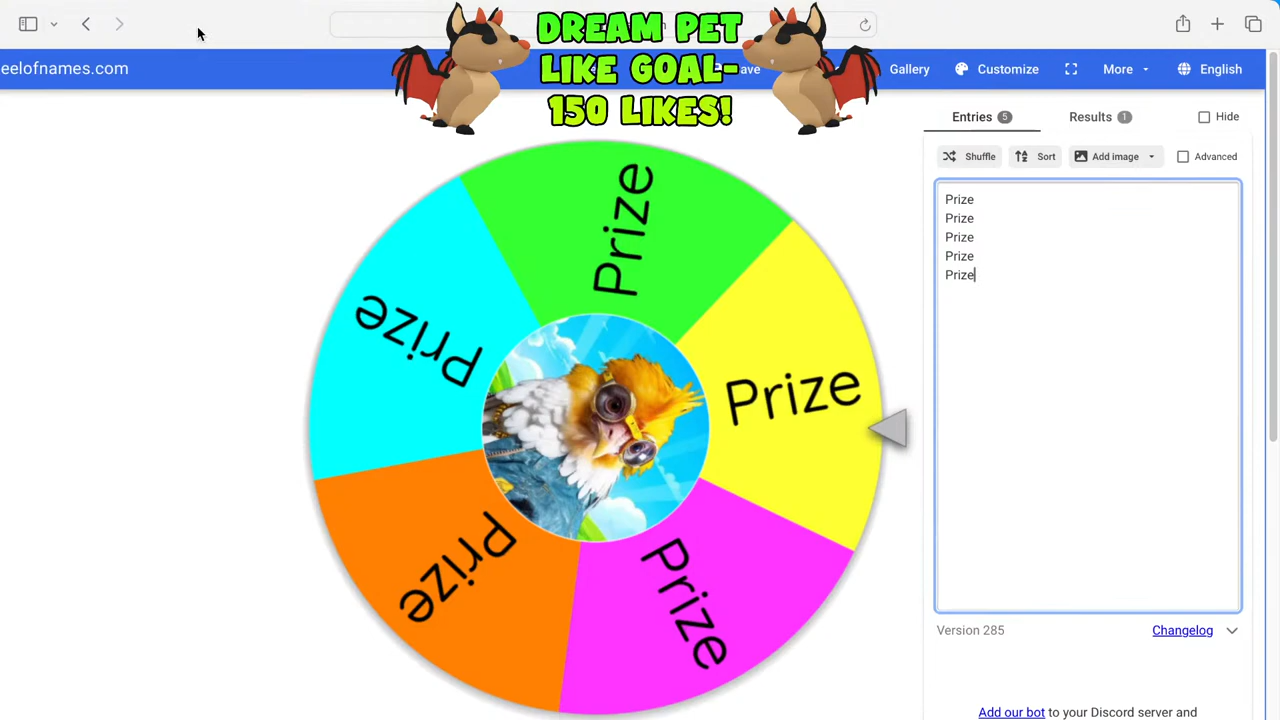 DREAM PET
LIKE GOAL-
150 LIKES!
eelofnames.com
Gallery
Customize
More
English
Entries 5
Results 1
Hide
Shuffle
Sort
Add image
Advanced
Prize
Prize
Prize
Prize
Prize
Prize
Prize
Prize
Prize
Prize
Version 285
Changelog
Add our bot to your Discord server and